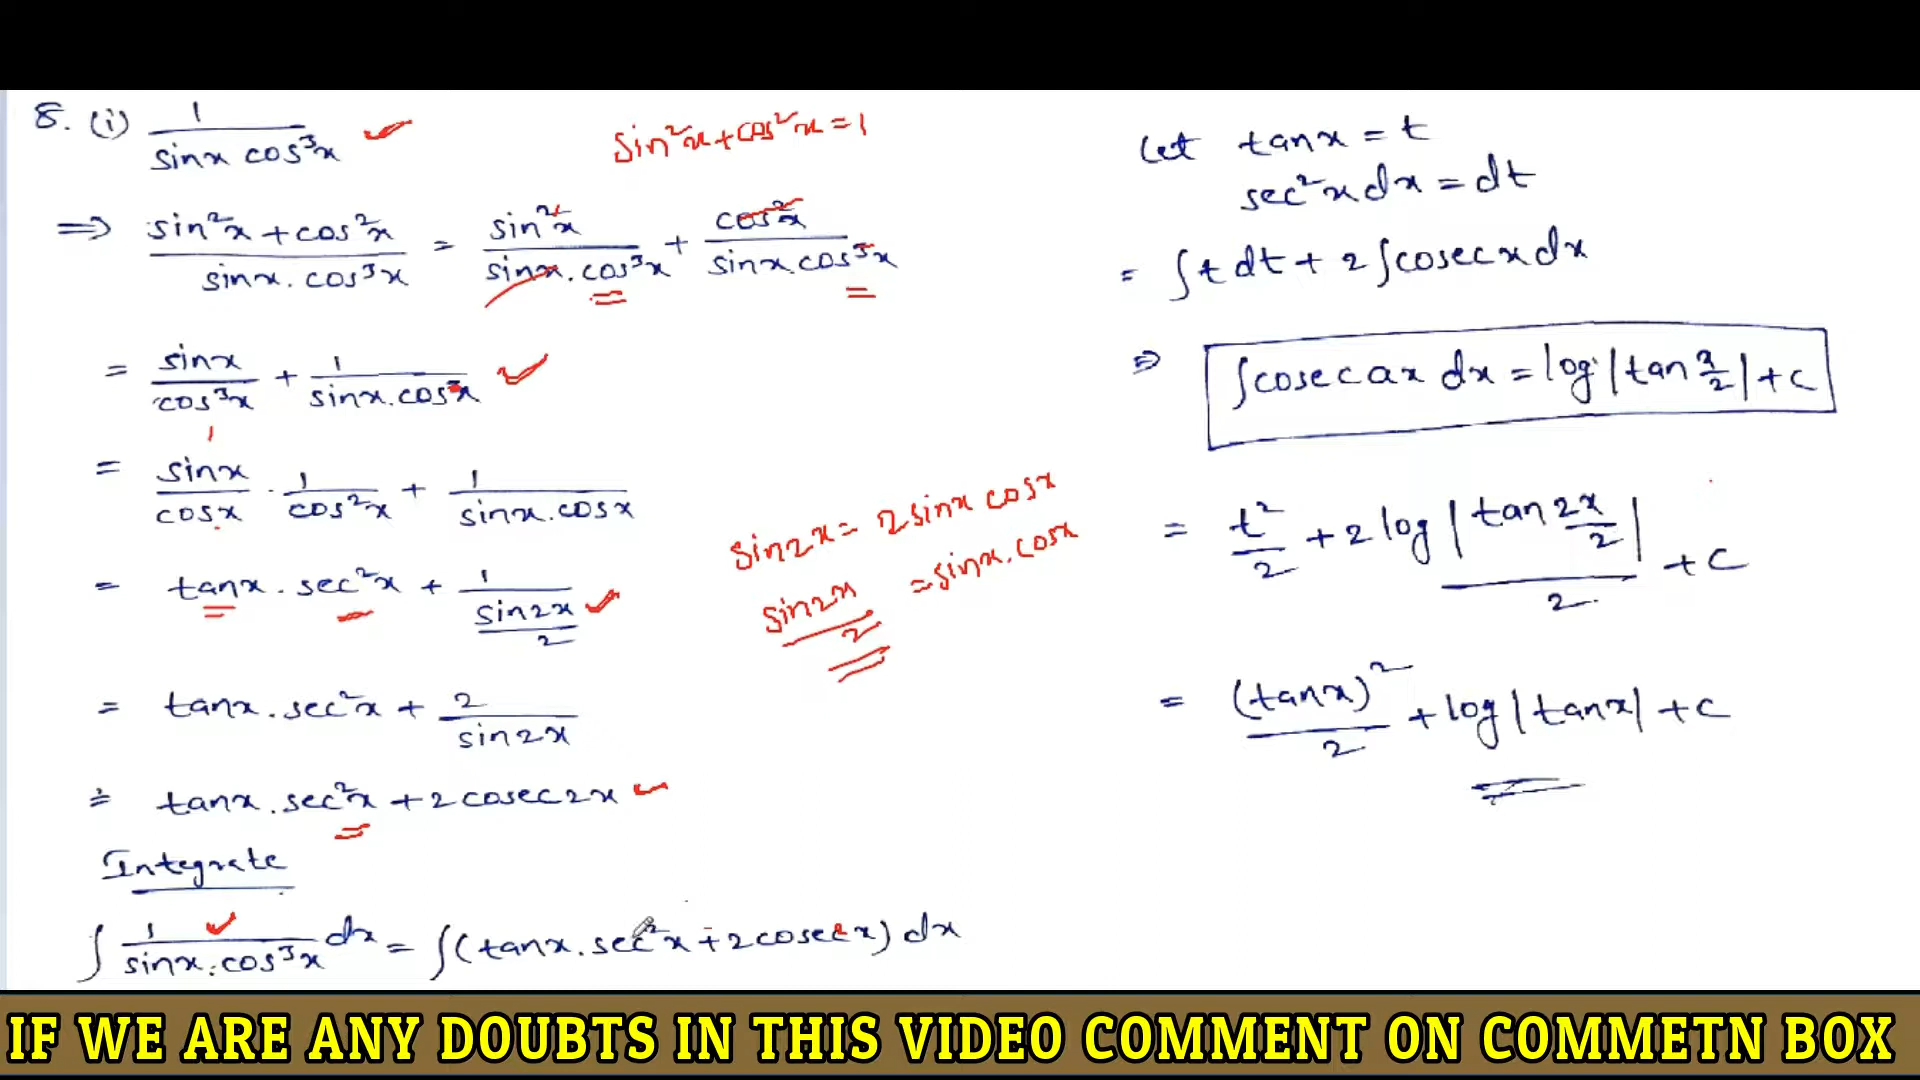 8. (i) 1/(sinx cos³x)
sin²x+cos²x=1
⇒ (sin²x+cos²x)/(sinx.cos³x) = sin²x/(sinx.cos³x) + cos²x/(sinx.cos³x)
= sinx/cos³x + 1/(sinx.cosx)
= sinx/cosx . 1/cos²x + 1/(sinx.cosx)
sin2x = 2sinx cosx
sin2x/2 = sinx.cosx
= tanx.sec²x + 1/(sin2x/2)
= tanx.sec²x + 2/sin2x
= tanx.sec²x+2cosec2x
Integrate
∫ 1/(sinx.cos³x) dx = ∫(tanx.sec²x+2cosec2x) dx
Let tanx = t
sec²x dx = dt
= ∫t dt + 2∫cosecx dx
⇒ ∫cosec ax dx = log|tan x/2|+c
= t²/2 + 2 log|tan 2x/2|/2 + c
= (tanx)²/2 + log|tanx| + c
IF WE ARE ANY DOUBTS IN THIS VIDEO COMMENT ON COMMETN BOX